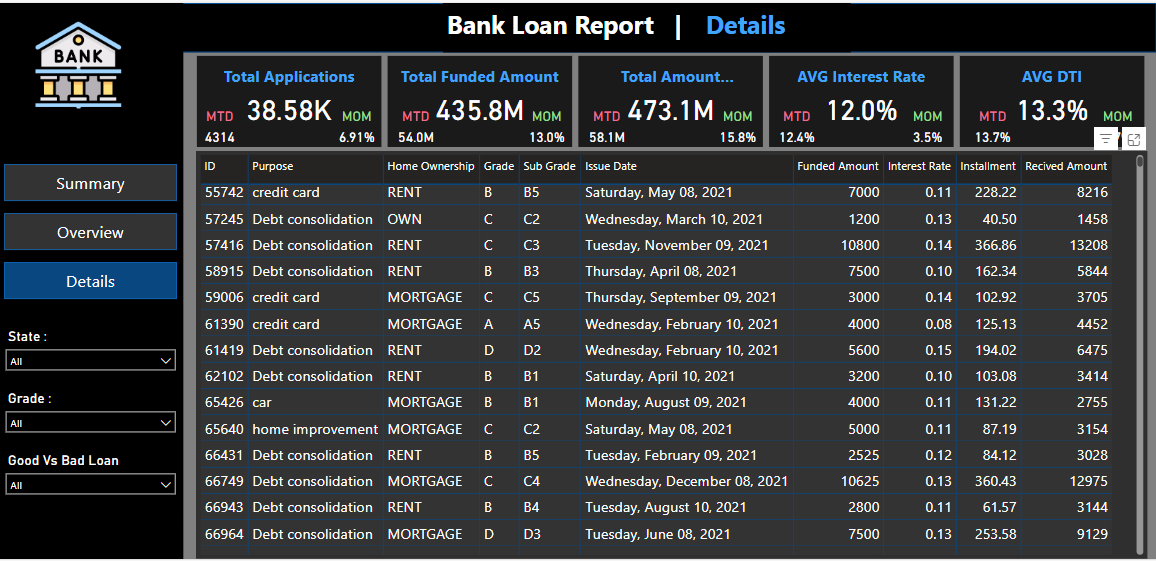 BANK
Bank Loan Report | Details
Total Applications
MTD 38.58K MOM
4314 6.91%
Total Funded Amount
MTD 435.8M MOM
54.0M 13.0%
Total Amount...
MTD 473.1M MOM
58.1M 15.8%
AVG Interest Rate
MTD 12.0% MOM
12.4% 3.5%
AVG DTI
MTD 13.3% MOM
13.7%
Summary
Overview
Details
State :
All
Grade :
All
Good Vs Bad Loan
All
ID Purpose Home Ownership Grade Sub Grade Issue Date Funded Amount Interest Rate Installment Recived Amount
55742 credit card RENT B B5 Saturday, May 08, 2021 7000 0.11 228.22 8216
57245 Debt consolidation OWN C C2 Wednesday, March 10, 2021 1200 0.13 40.50 1458
57416 Debt consolidation RENT C C3 Tuesday, November 09, 2021 10800 0.14 366.86 13208
58915 Debt consolidation RENT B B3 Thursday, April 08, 2021 7500 0.10 162.34 5844
59006 credit card MORTGAGE C C5 Thursday, September 09, 2021 3000 0.14 102.92 3705
61390 credit card MORTGAGE A A5 Wednesday, February 10, 2021 4000 0.08 125.13 4452
61419 Debt consolidation RENT D D2 Wednesday, February 10, 2021 5600 0.15 194.02 6475
62102 Debt consolidation RENT B B1 Saturday, April 10, 2021 3200 0.10 103.08 3414
65426 car MORTGAGE B B1 Monday, August 09, 2021 4000 0.11 131.22 2755
65640 home improvement MORTGAGE C C2 Saturday, May 08, 2021 5000 0.11 87.19 3154
66431 Debt consolidation RENT B B5 Tuesday, February 09, 2021 2525 0.12 84.12 3028
66749 Debt consolidation MORTGAGE C C4 Wednesday, December 08, 2021 10625 0.13 360.43 12975
66943 Debt consolidation RENT B B4 Tuesday, August 10, 2021 2800 0.11 61.57 3144
66964 Debt consolidation MORTGAGE D D3 Tuesday, June 08, 2021 7500 0.13 253.58 9129